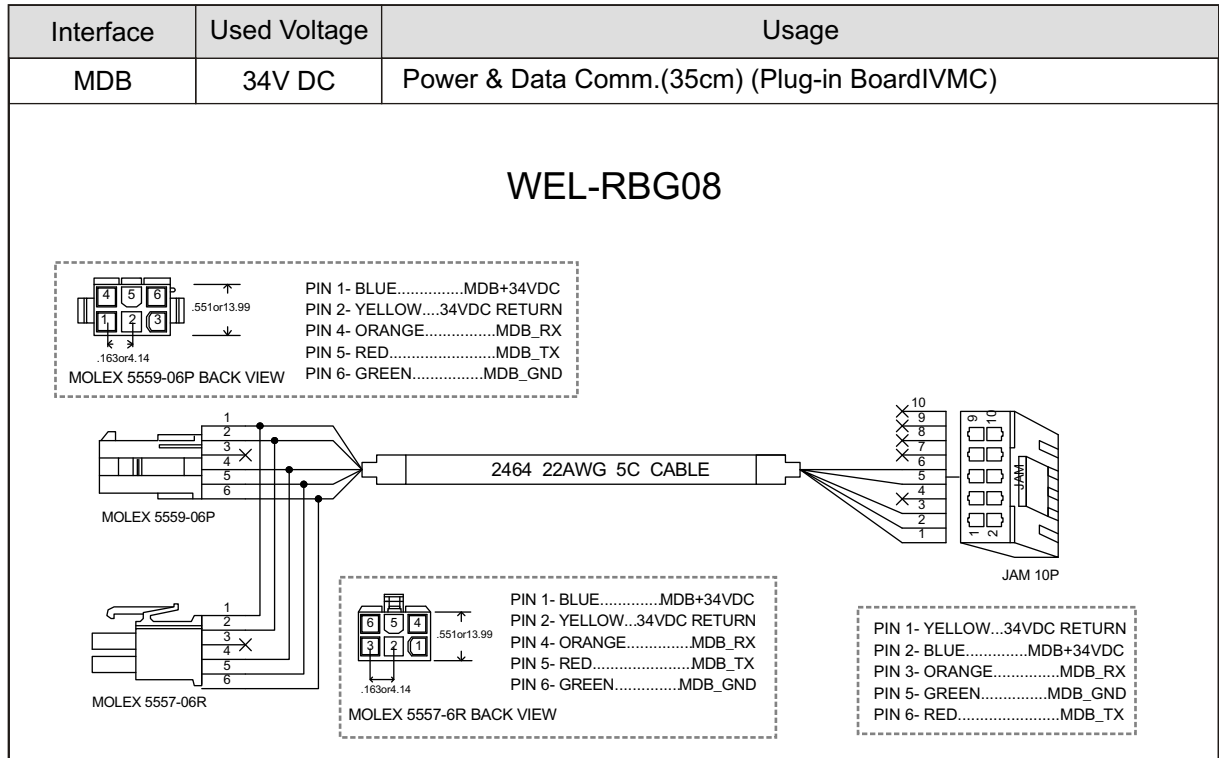 Interface Used Voltage Usage
MDB 34V DC Power & Data Comm.(35cm) (Plug-in BoardIVMC)
WEL-RBG08
4 5 6
1 2 3
.551or13.99
.163or4.14
MOLEX 5559-06P BACK VIEW
PIN 1- BLUE...............MDB+34VDC
PIN 2- YELLOW....34VDC RETURN
PIN 4- ORANGE................MDB_RX
PIN 5- RED........................MDB_TX
PIN 6- GREEN................MDB_GND
1
2
3
4
5
6
MOLEX 5559-06P
2464 22AWG 5C CABLE
10
9
8
7
6
5
4
3
2
1
9 10
JAM
1 2
JAM 10P
1
2
3
4
5
6
MOLEX 5557-06R
6 5 4
3 2 1
.551or13.99
.163or4.14
MOLEX 5557-6R BACK VIEW
PIN 1- BLUE..............MDB+34VDC
PIN 2- YELLOW...34VDC RETURN
PIN 4- ORANGE...............MDB_RX
PIN 5- RED.......................MDB_TX
PIN 6- GREEN...............MDB_GND
PIN 1- YELLOW...34VDC RETURN
PIN 2- BLUE..............MDB+34VDC
PIN 3- ORANGE...............MDB_RX
PIN 5- GREEN...............MDB_GND
PIN 6- RED.......................MDB_TX